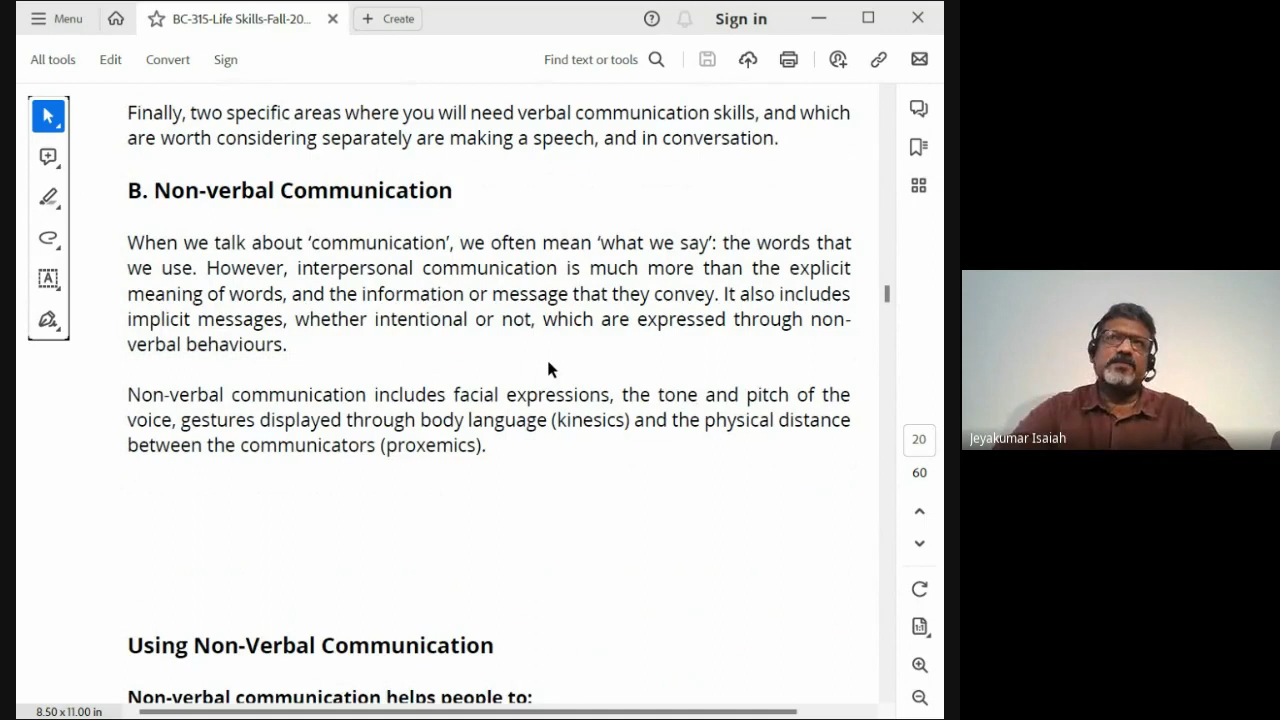 Menu
BC-315-Life Skills-Fall-20...
Create
Sign in
All tools
Edit
Convert
Sign
Find text or tools
Finally, two specific areas where you will need verbal communication skills, and which
are worth considering separately are making a speech, and in conversation.
B. Non-verbal Communication
When we talk about ‘communication’, we often mean ‘what we say’: the words that
we use. However, interpersonal communication is much more than the explicit
meaning of words, and the information or message that they convey. It also includes
implicit messages, whether intentional or not, which are expressed through non-
verbal behaviours.
Non-verbal communication includes facial expressions, the tone and pitch of the
voice, gestures displayed through body language (kinesics) and the physical distance
between the communicators (proxemics).
Using Non-Verbal Communication
Non-verbal communication helps people to:
8.50 x 11.00 in
20
60
Jeyakumar Isaiah